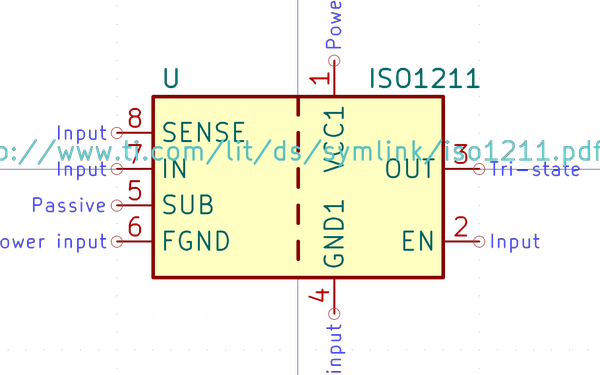 Powe
U ISO1211
1
8 SENSE
Input
VCC1
p://www.ti.com/lit/ds/symlink/iso1211.pdf
7 IN
Input
OUT 3
Tri-state
5 SUB
Passive
6 FGND
ower input
GND1
EN 2
Input
4
input